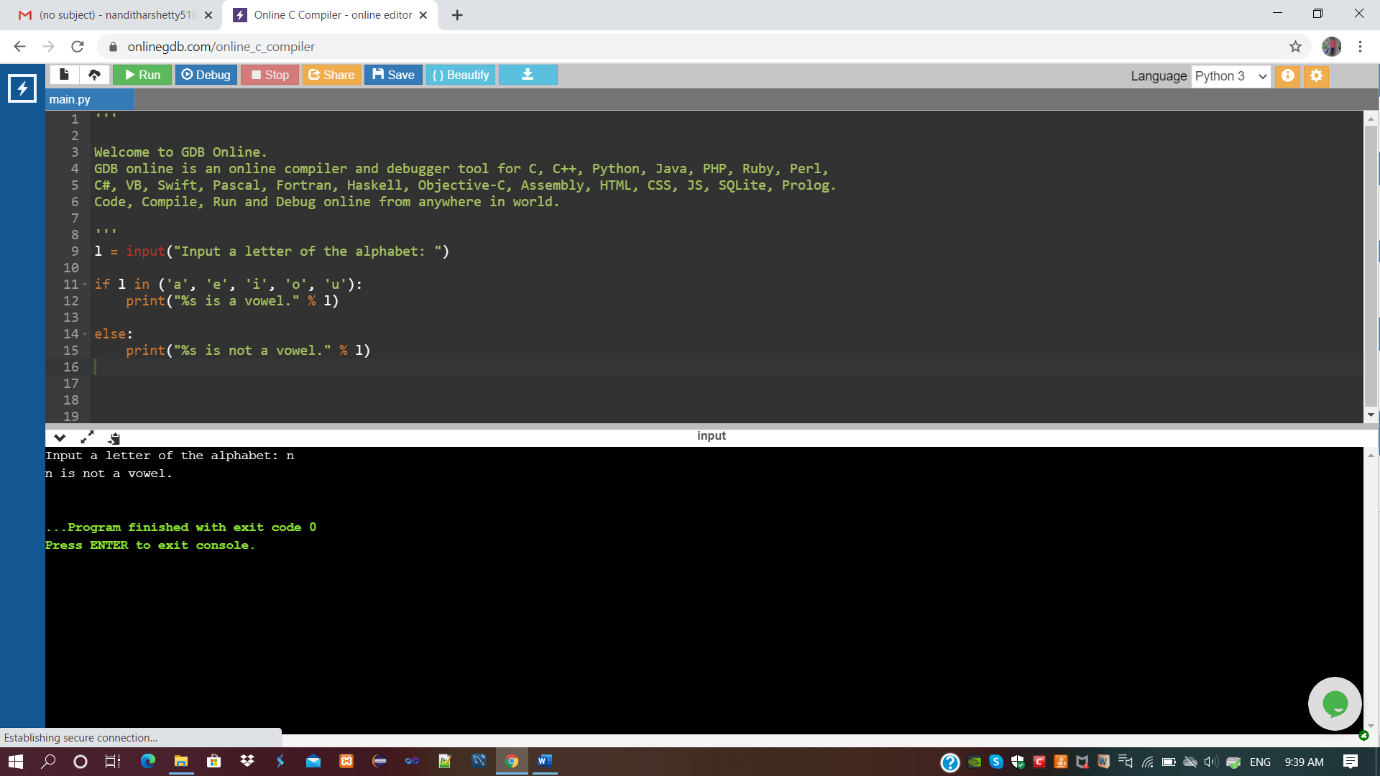 (no subject) - nanditharshetty516
Online C Compiler - online editor
onlinegdb.com/online_c_compiler
Run Debug Stop Share Save { } Beautify
Language Python 3
main.py
1 '''
2
3 Welcome to GDB Online.
4 GDB online is an online compiler and debugger tool for C, C++, Python, Java, PHP, Ruby, Perl,
5 C#, VB, Swift, Pascal, Fortran, Haskell, Objective-C, Assembly, HTML, CSS, JS, SQLite, Prolog.
6 Code, Compile, Run and Debug online from anywhere in world.
7
8 '''
9 l = input("Input a letter of the alphabet: ")
10
11 if l in ('a', 'e', 'i', 'o', 'u'):
12     print("%s is a vowel." % l)
13
14 else:
15     print("%s is not a vowel." % l)
16
17
18
19
input
Input a letter of the alphabet: n
n is not a vowel.
...Program finished with exit code 0
Press ENTER to exit console.
Establishing secure connection...
ENG 9:39 AM